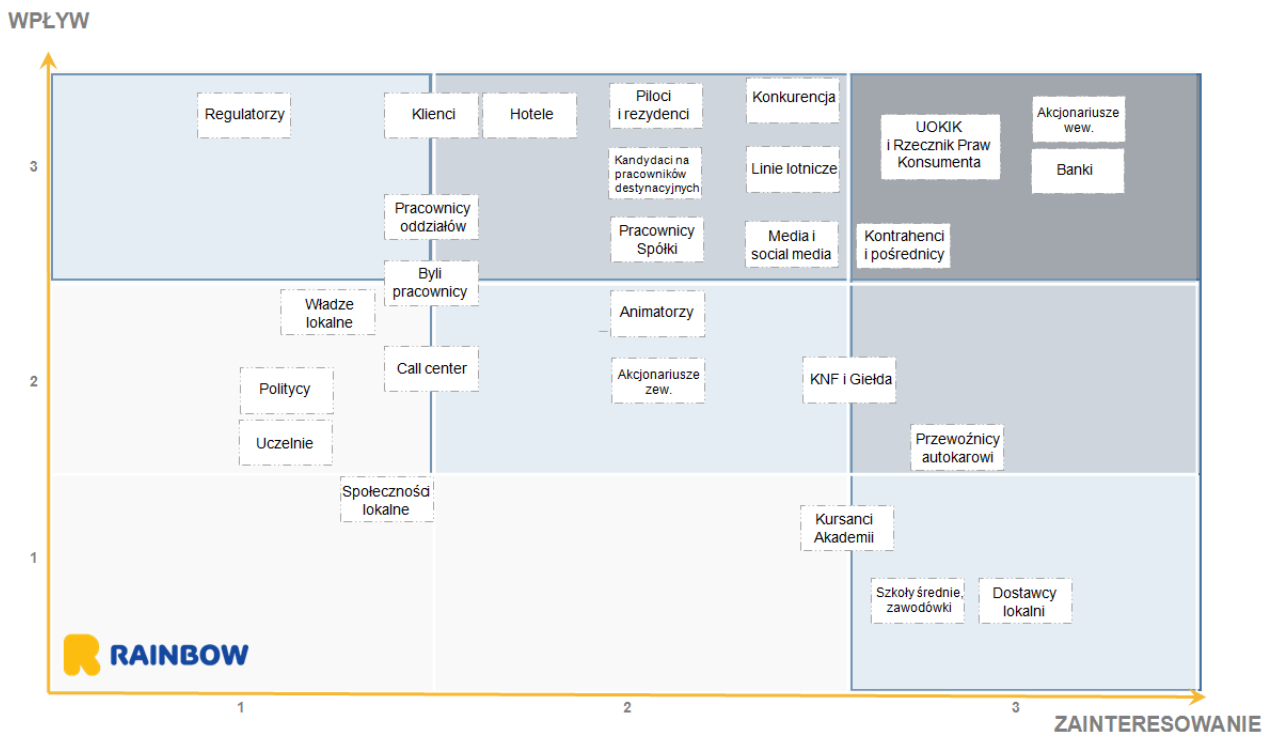 WPŁYW
Regulatorzy
Klienci
Hotele
Piloci
i rezydenci
Konkurencja
UOKIK
i Rzecznik Praw
Konsumenta
Akcjonariusze
wew.
3
Kandydaci na
pracowników
destynacyjnych
Linie lotnicze
Banki
Pracownicy
oddziałów
Pracownicy
Spółki
Media i
social media
Kontrahenci
i pośrednicy
Byli
pracownicy
Władze
lokalne
Animatorzy
2
Politycy
Call center
Akcjonariusze
zew.
KNF i Giełda
Uczelnie
Przewoźnicy
autokarowi
Społeczności
lokalne
Kursanci
Akademii
1
Szkoły średnie,
zawodówki
Dostawcy
lokalni
RAINBOW
1
2
3
ZAINTERESOWANIE